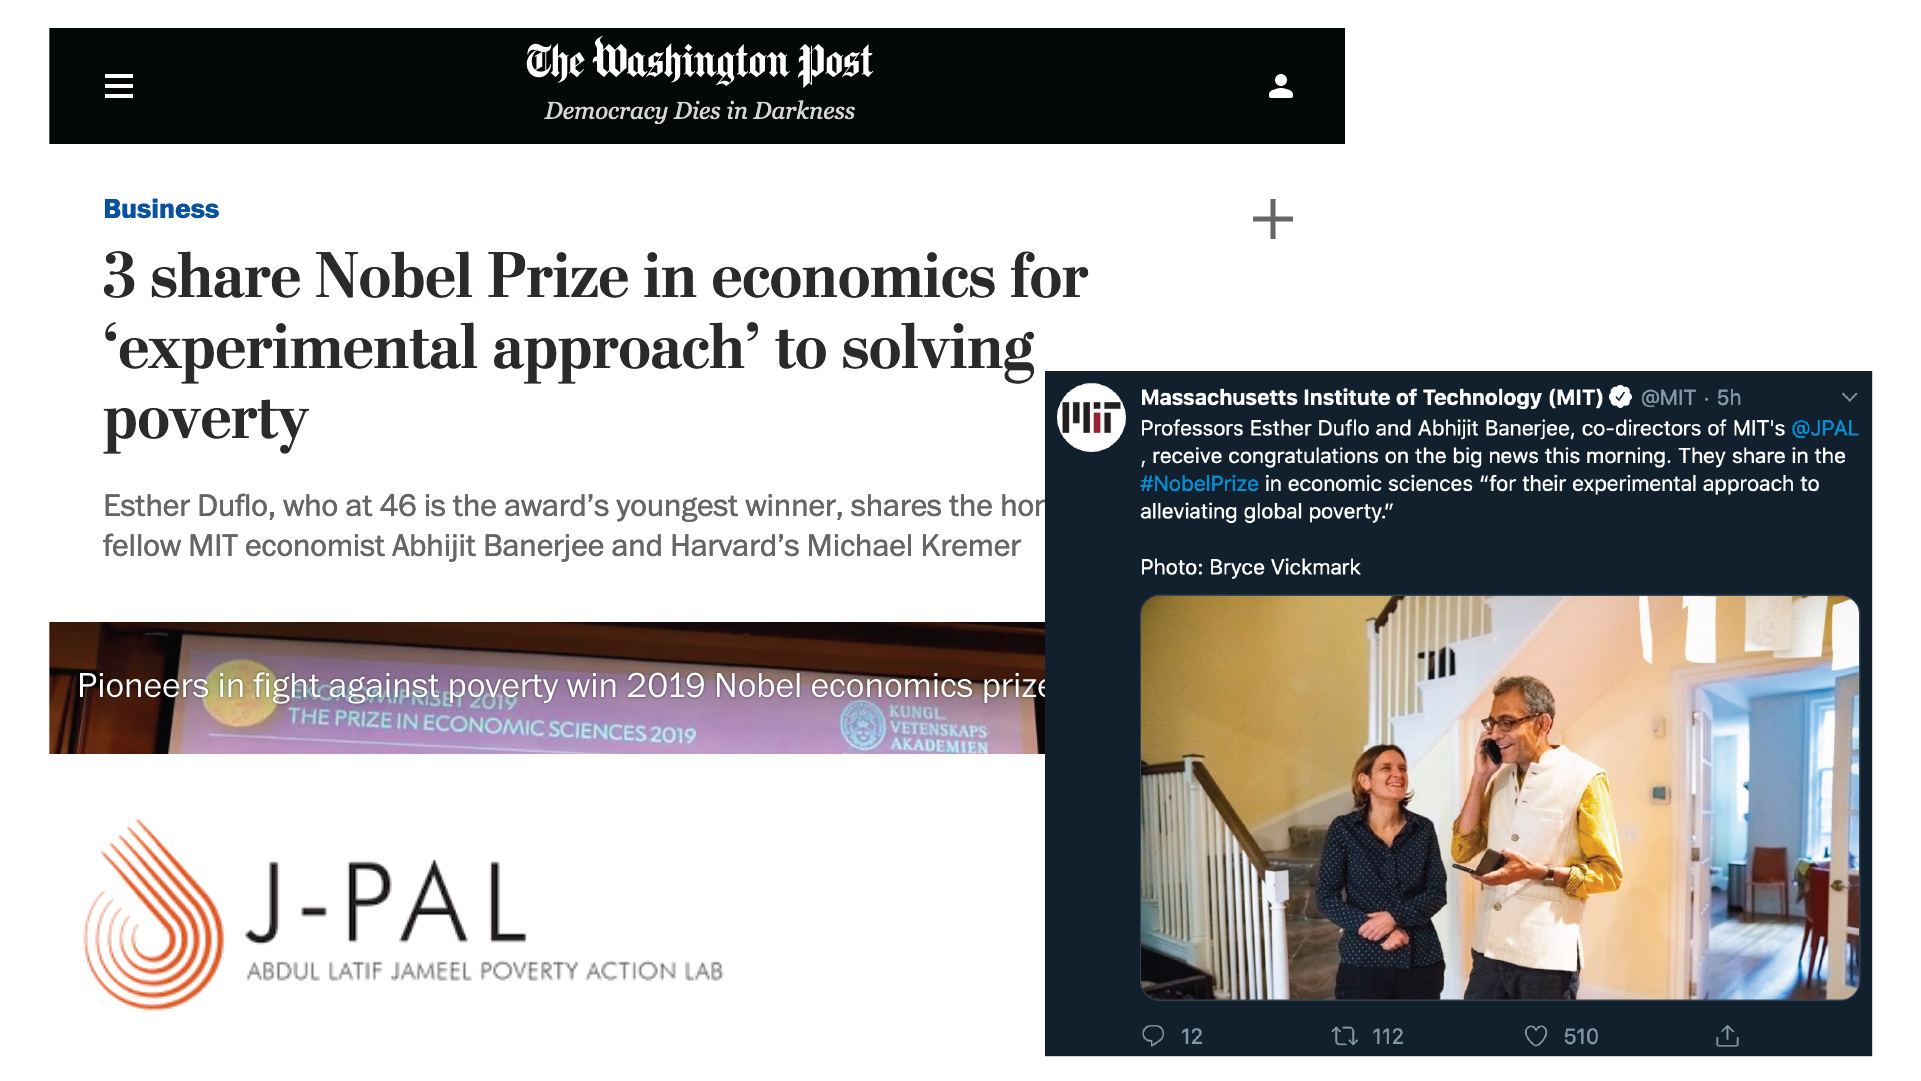 The Washington Post
Democracy Dies in Darkness
Business
3 share Nobel Prize in economics for
‘experimental approach’ to solving
poverty
Esther Duflo, who at 46 is the award’s youngest winner, shares the hor
fellow MIT economist Abhijit Banerjee and Harvard’s Michael Kremer
Pioneers in fight against poverty win 2019 Nobel economics prize
2019
THE PRIZE IN ECONOMIC SCIENCES 2019
KUNGL.
VETENSKAPS
AKADEMIEN
J-PAL
ABDUL LATIF JAMEEL POVERTY ACTION LAB
MIT
Massachusetts Institute of Technology (MIT) @MIT · 5h
Professors Esther Duflo and Abhijit Banerjee, co-directors of MIT's @JPAL
, receive congratulations on the big news this morning. They share in the
#NobelPrize in economic sciences “for their experimental approach to
alleviating global poverty.”
Photo: Bryce Vickmark
12
112
510